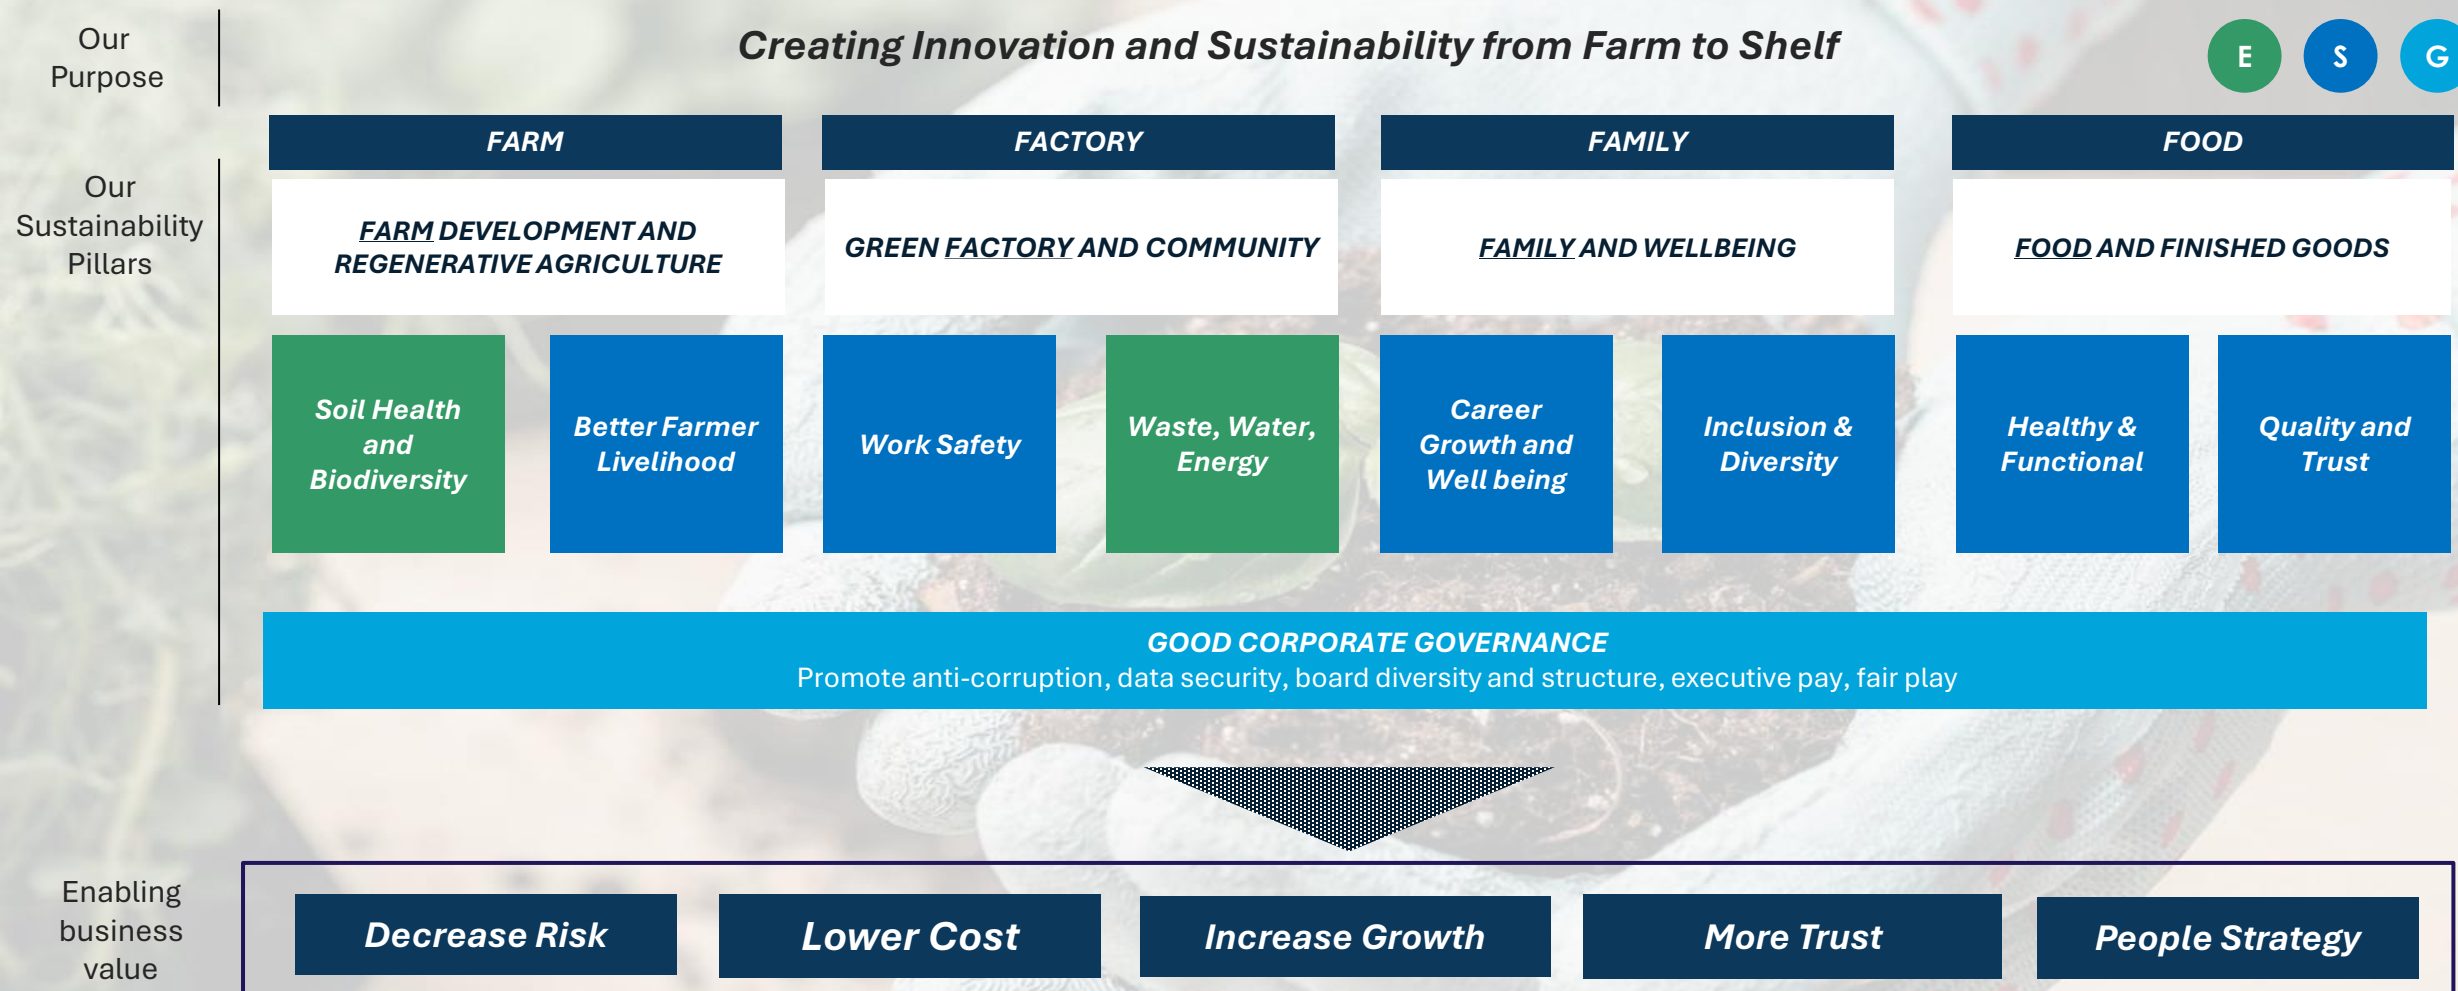 Our
Purpose
Creating Innovation and Sustainability from Farm to Shelf
E
S
G
Our
Sustainability
Pillars
FARM
FACTORY
FAMILY
FOOD
FARM DEVELOPMENT AND
REGENERATIVE AGRICULTURE
GREEN FACTORY AND COMMUNITY
FAMILY AND WELLBEING
FOOD AND FINISHED GOODS
Soil Health
and
Biodiversity
Better Farmer
Livelihood
Work Safety
Waste, Water,
Energy
Career
Growth and
Well being
Inclusion &
Diversity
Healthy &
Functional
Quality and
Trust
GOOD CORPORATE GOVERNANCE
Promote anti-corruption, data security, board diversity and structure, executive pay, fair play
Enabling
business
value
Decrease Risk
Lower Cost
Increase Growth
More Trust
People Strategy